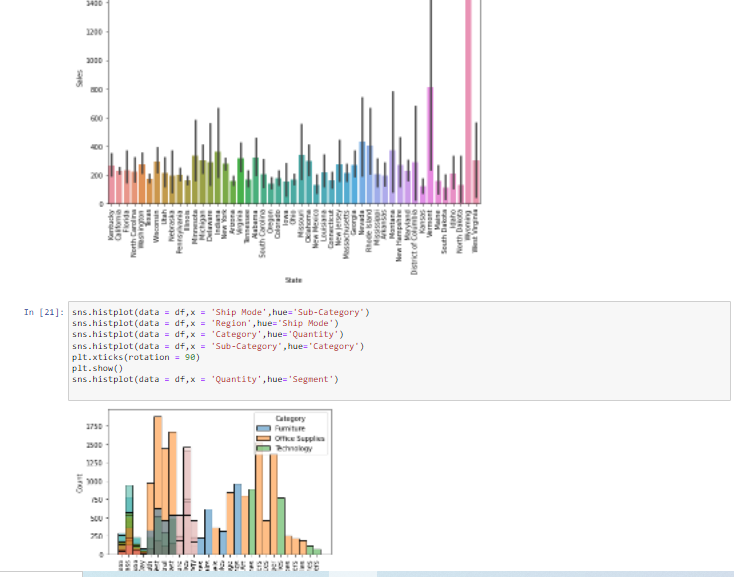 1400
1200
1000
800
600
400
200
0
Sales
Kentucky
California
Florida
North Carolina
Washington
Texas
Wisconsin
Utah
Nebraska
Pennsylvania
Illinois
Minnesota
Michigan
Delaware
Indiana
New York
Arizona
Virginia
Tennessee
Alabama
South Carolina
Oregon
Colorado
Iowa
Ohio
Missouri
Oklahoma
New Mexico
Louisiana
Connecticut
New Jersey
Massachusetts
Georgia
Nevada
Rhode Island
Mississippi
Arkansas
Montana
New Hampshire
Maryland
District of Columbia
Kansas
Vermont
Maine
South Dakota
Idaho
North Dakota
Wyoming
West Virginia
State
In [21]: sns.histplot(data = df,x = 'Ship Mode',hue='Sub-Category')
sns.histplot(data = df,x = 'Region',hue='Ship Mode')
sns.histplot(data = df,x = 'Category',hue='Quantity')
sns.histplot(data = df,x = 'Sub-Category',hue='Category')
plt.xticks(rotation = 90)
plt.show()
sns.histplot(data = df,x = 'Quantity',hue='Segment')
Category
Furniture
Office Supplies
Technology
1750
1500
1250
1000
750
500
250
0
Count